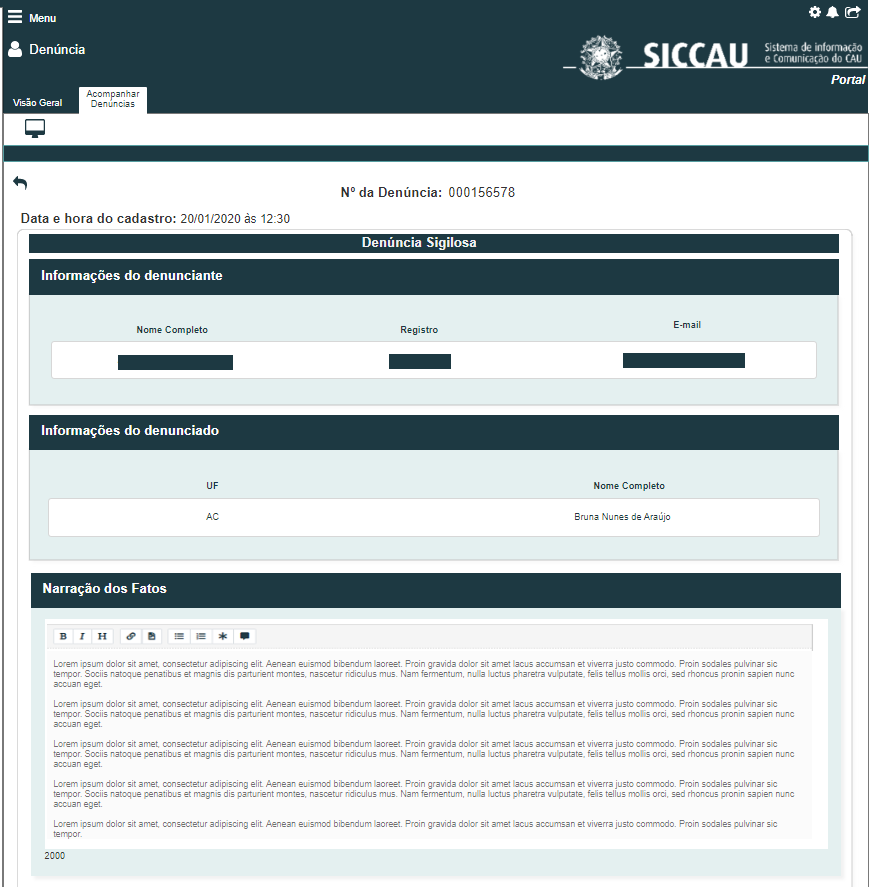 Menu
Denúncia
SICCAU
Sistema de informação
e Comunicação do CAU
Portal
Visão Geral
Acompanhar
Denúncias
Nº da Denúncia: 000156578
Data e hora do cadastro: 20/01/2020 às 12:30
Denúncia Sigilosa
Informações do denunciante
Nome Completo
Registro
E-mail
Informações do denunciado
UF
Nome Completo
AC
Bruna Nunes de Araújo
Narração dos Fatos
B I H
Lorem ipsum dolor sit amet, consectetur adipiscing elit. Aenean euismod bibendum laoreet. Proin gravida dolor sit amet lacus accumsan et viverra justo commodo. Proin sodales pulvinar sic
tempor. Sociis natoque penatibus et magnis dis parturient montes, nascetur ridiculus mus. Nam fermentum, nulla luctus pharetra vulputate, felis tellus mollis orci, sed rhoncus pronin sapien nunc
accuan eget.
Lorem ipsum dolor sit amet, consectetur adipiscing elit. Aenean euismod bibendum laoreet. Proin gravida dolor sit amet lacus accumsan et viverra justo commodo. Proin sodales pulvinar sic
tempor. Sociis natoque penatibus et magnis dis parturient montes, nascetur ridiculus mus. Nam fermentum, nulla luctus pharetra vulputate, felis tellus mollis orci, sed rhoncus pronin sapien nunc
accuan eget.
Lorem ipsum dolor sit amet, consectetur adipiscing elit. Aenean euismod bibendum laoreet. Proin gravida dolor sit amet lacus accumsan et viverra justo commodo. Proin sodales pulvinar sic
tempor. Sociis natoque penatibus et magnis dis parturient montes, nascetur ridiculus mus. Nam fermentum, nulla luctus pharetra vulputate, felis tellus mollis orci, sed rhoncus pronin sapien nunc
accuan eget.
Lorem ipsum dolor sit amet, consectetur adipiscing elit. Aenean euismod bibendum laoreet. Proin gravida dolor sit amet lacus accumsan et viverra justo commodo. Proin sodales pulvinar sic
tempor. Sociis natoque penatibus et magnis dis parturient montes, nascetur ridiculus mus. Nam fermentum, nulla luctus pharetra vulputate, felis tellus mollis orci, sed rhoncus pronin sapien nunc
accuan eget.
Lorem ipsum dolor sit amet, consectetur adipiscing elit. Aenean euismod bibendum laoreet. Proin gravida dolor sit amet lacus accumsan et viverra justo commodo. Proin sodales pulvinar sic
tempor.
2000